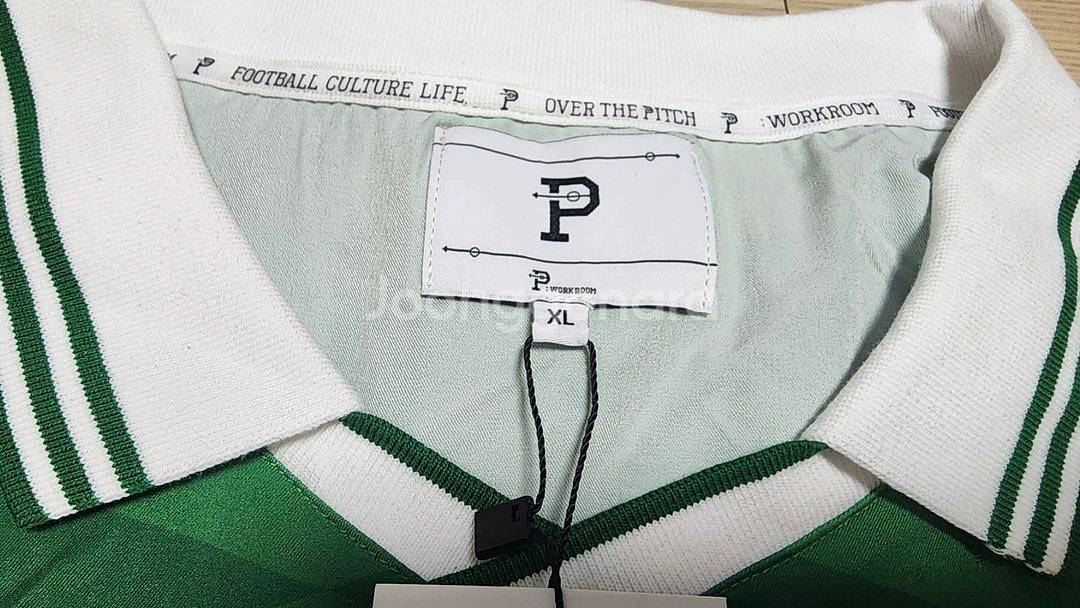 P FOOTBALL CULTURE LIFE, P OVER THE PITCH P :WORKROOM P
P
P :WORKROOM
XL